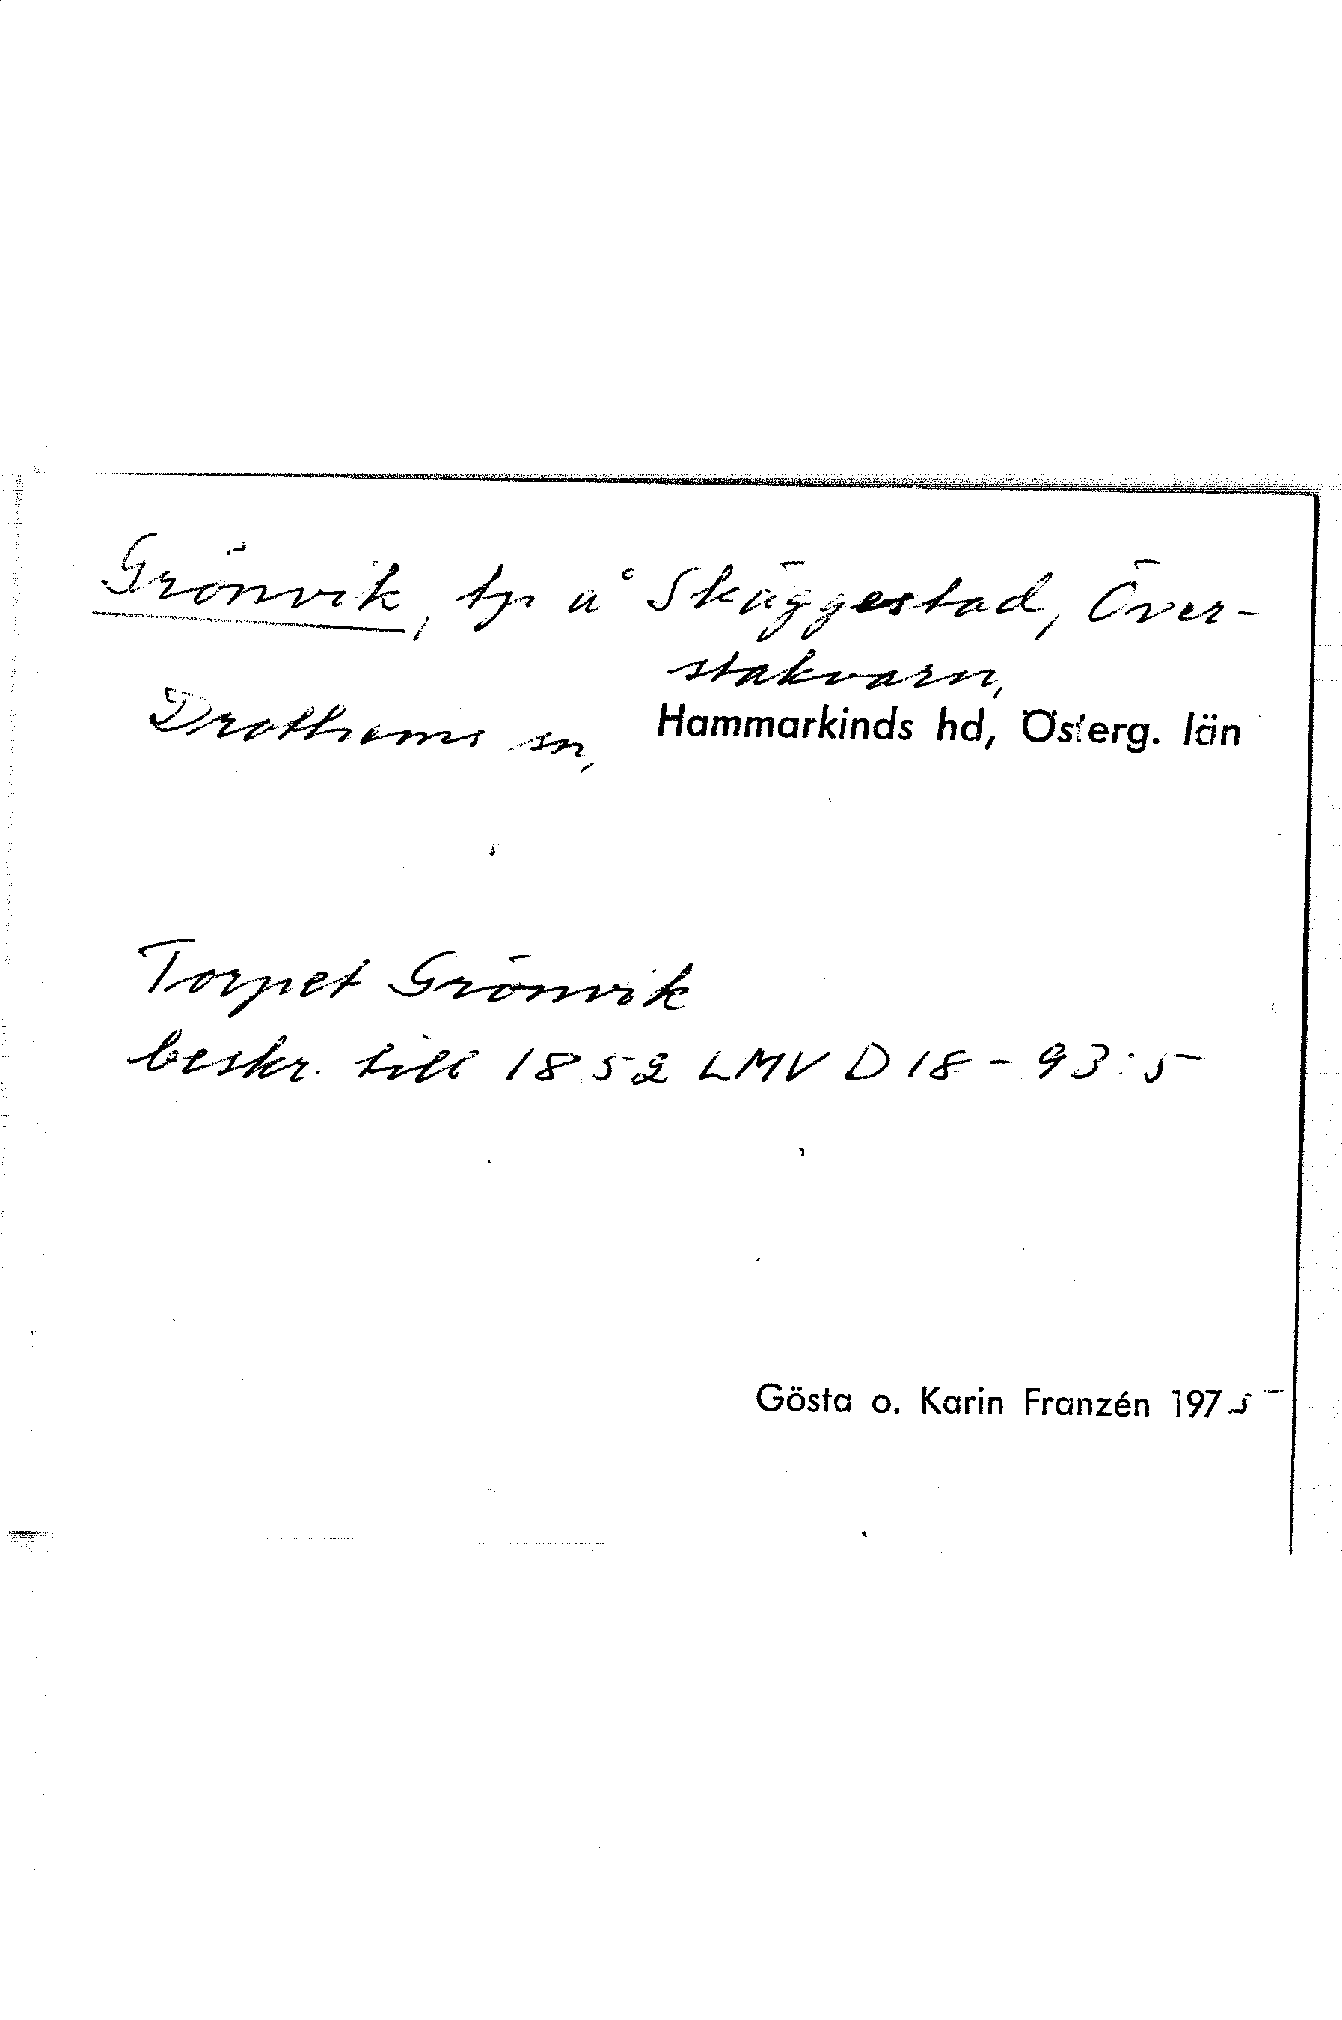 Grönvik, tp å Skäggestad, Över-
stakvarn,
Drothems sn, Hammarkinds hd, Österg. län
Torpet Grönvik
beskr. till 1852 LMV D 18-93:5
Gösta o. Karin Franzén 1975